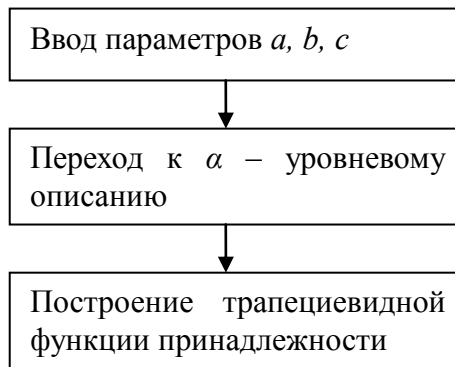 Ввод параметров a, b, c
Переход к α – уровневому
описанию
Построение трапециевидной
функции принадлежности